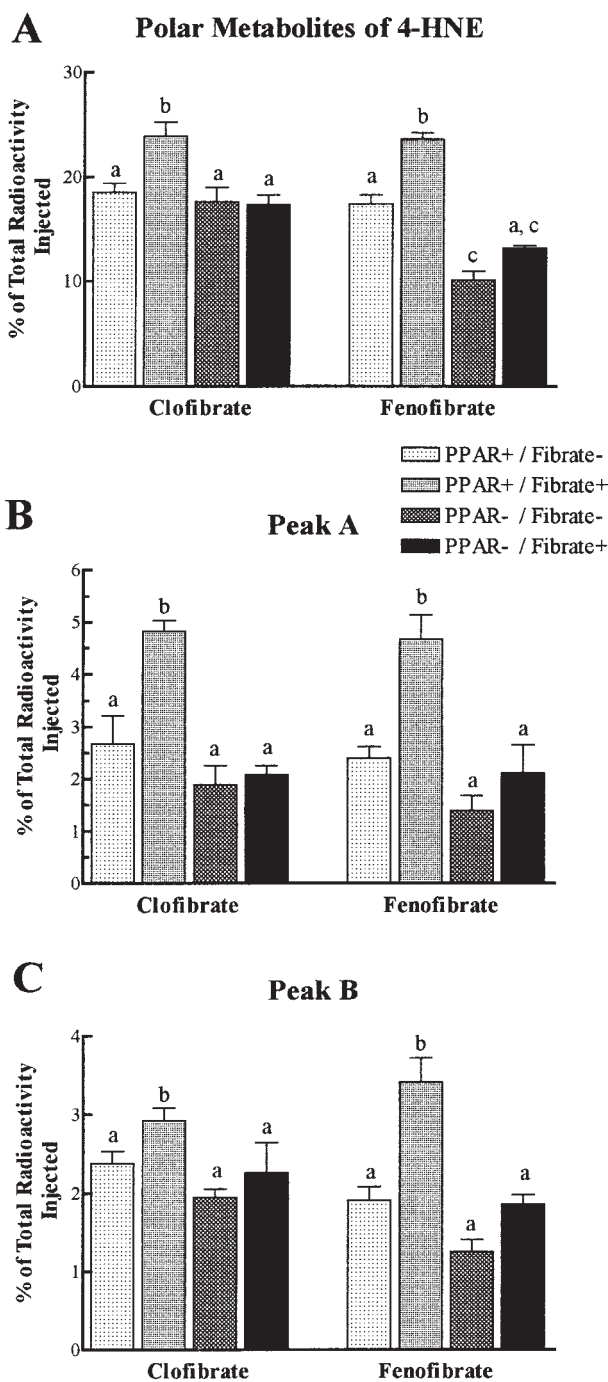 A
Polar Metabolites of 4-HNE
% of Total Radioactivity
Injected
30
20
10
0
a
b
a
a
a
b
c
a, c
Clofibrate
Fenofibrate
PPAR+ / Fibrate-
PPAR+ / Fibrate+
PPAR- / Fibrate-
PPAR- / Fibrate+
B
Peak A
% of Total Radioactivity
Injected
6
5
4
3
2
1
0
a
b
a
a
a
b
a
a
Clofibrate
Fenofibrate
C
Peak B
% of Total Radioactivity
Injected
4
3
2
1
0
a
b
a
a
a
b
a
a
Clofibrate
Fenofibrate